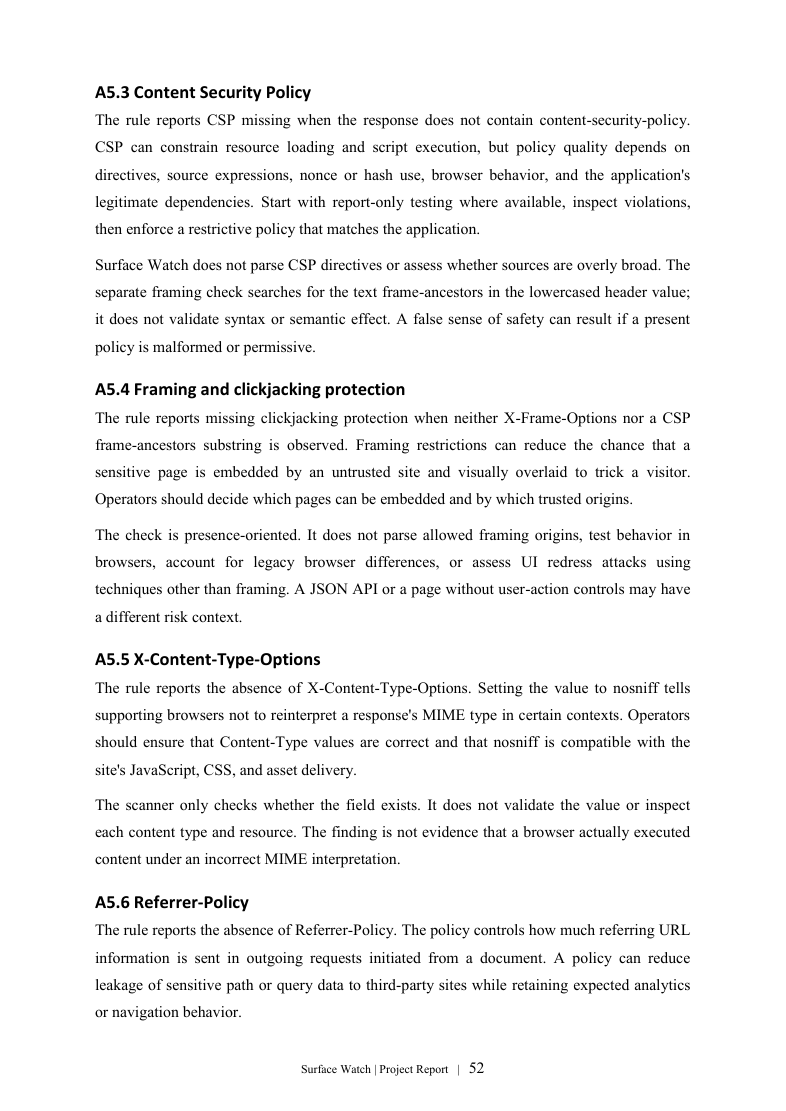 A5.3 Content Security Policy
The rule reports CSP missing when the response does not contain content-security-policy.
CSP can constrain resource loading and script execution, but policy quality depends on
directives, source expressions, nonce or hash use, browser behavior, and the application's
legitimate dependencies. Start with report-only testing where available, inspect violations,
then enforce a restrictive policy that matches the application.
Surface Watch does not parse CSP directives or assess whether sources are overly broad. The
separate framing check searches for the text frame-ancestors in the lowercased header value;
it does not validate syntax or semantic effect. A false sense of safety can result if a present
policy is malformed or permissive.
A5.4 Framing and clickjacking protection
The rule reports missing clickjacking protection when neither X-Frame-Options nor a CSP
frame-ancestors substring is observed. Framing restrictions can reduce the chance that a
sensitive page is embedded by an untrusted site and visually overlaid to trick a visitor.
Operators should decide which pages can be embedded and by which trusted origins.
The check is presence-oriented. It does not parse allowed framing origins, test behavior in
browsers, account for legacy browser differences, or assess UI redress attacks using
techniques other than framing. A JSON API or a page without user-action controls may have
a different risk context.
A5.5 X-Content-Type-Options
The rule reports the absence of X-Content-Type-Options. Setting the value to nosniff tells
supporting browsers not to reinterpret a response's MIME type in certain contexts. Operators
should ensure that Content-Type values are correct and that nosniff is compatible with the
site's JavaScript, CSS, and asset delivery.
The scanner only checks whether the field exists. It does not validate the value or inspect
each content type and resource. The finding is not evidence that a browser actually executed
content under an incorrect MIME interpretation.
A5.6 Referrer-Policy
The rule reports the absence of Referrer-Policy. The policy controls how much referring URL
information is sent in outgoing requests initiated from a document. A policy can reduce
leakage of sensitive path or query data to third-party sites while retaining expected analytics
or navigation behavior.
Surface Watch | Project Report | 52